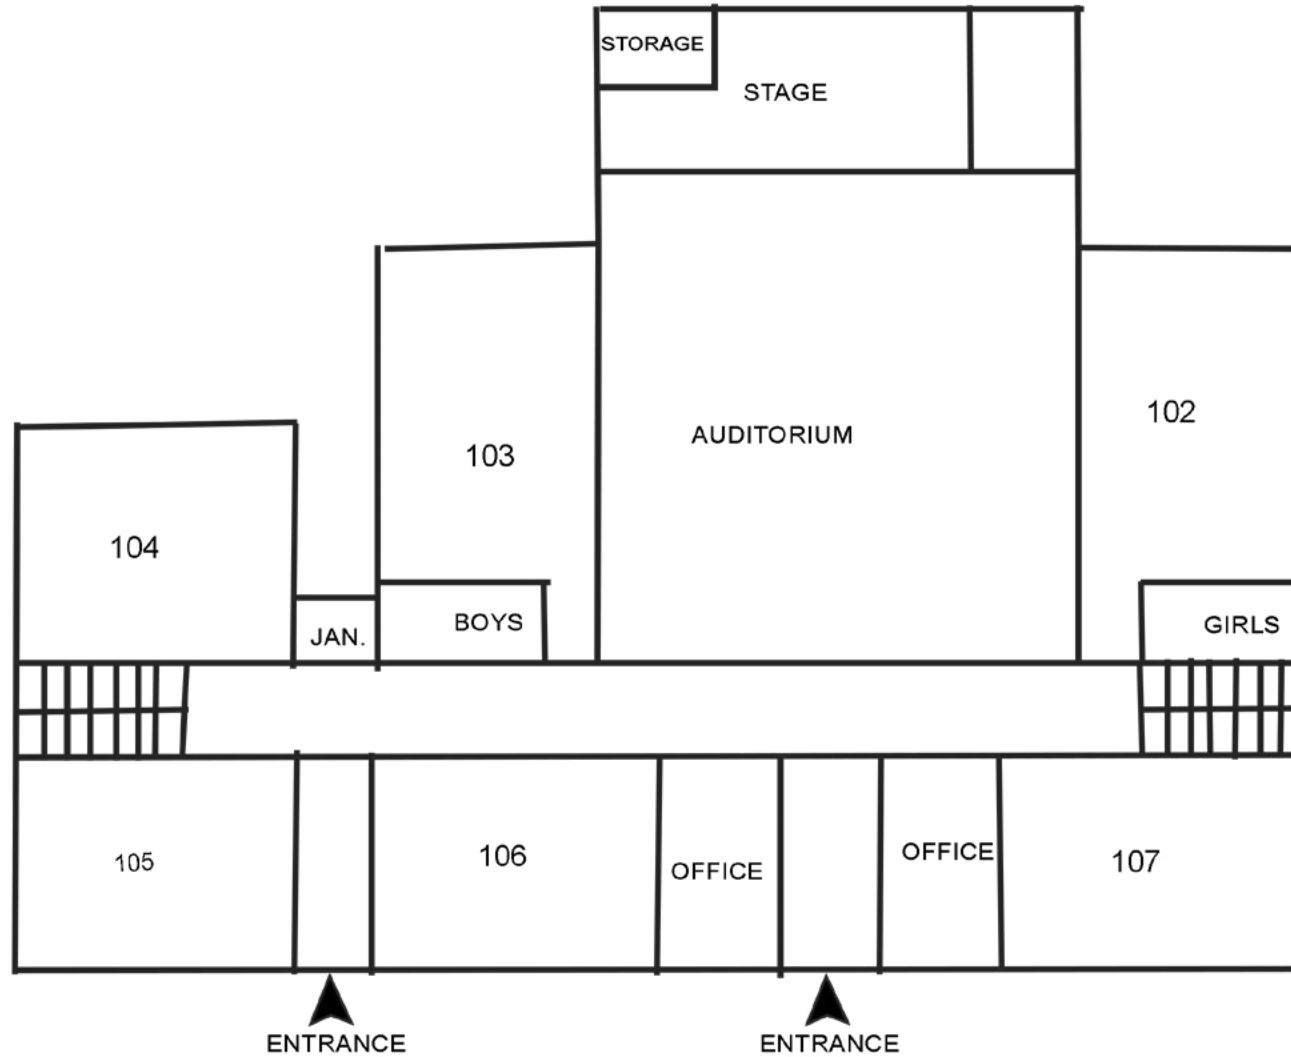 STORAGE
STAGE
102
AUDITORIUM
103
104
BOYS
GIRLS
JAN.
106
OFFICE
107
105
OFFICE
ENTRANCE
ENTRANCE